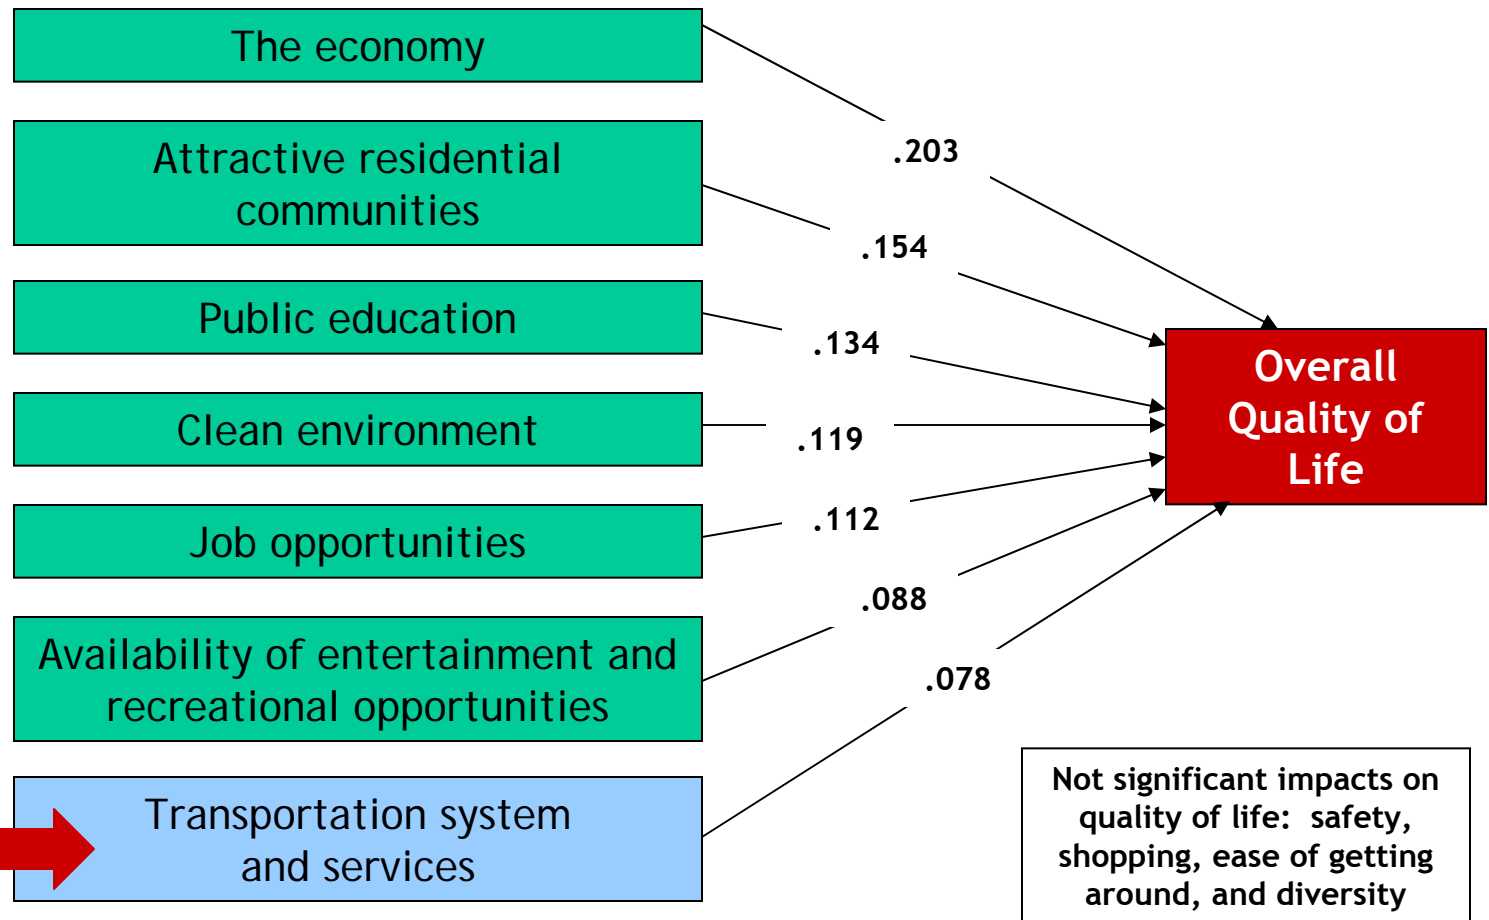 The economy
.203
Attractive residential
communities
.154
Public education
.134
Clean environment
.119
Job opportunities
.112
Availability of entertainment and
recreational opportunities
.088
Transportation system
and services
.078
Overall
Quality of
Life
Not significant impacts on
quality of life: safety,
shopping, ease of getting
around, and diversity